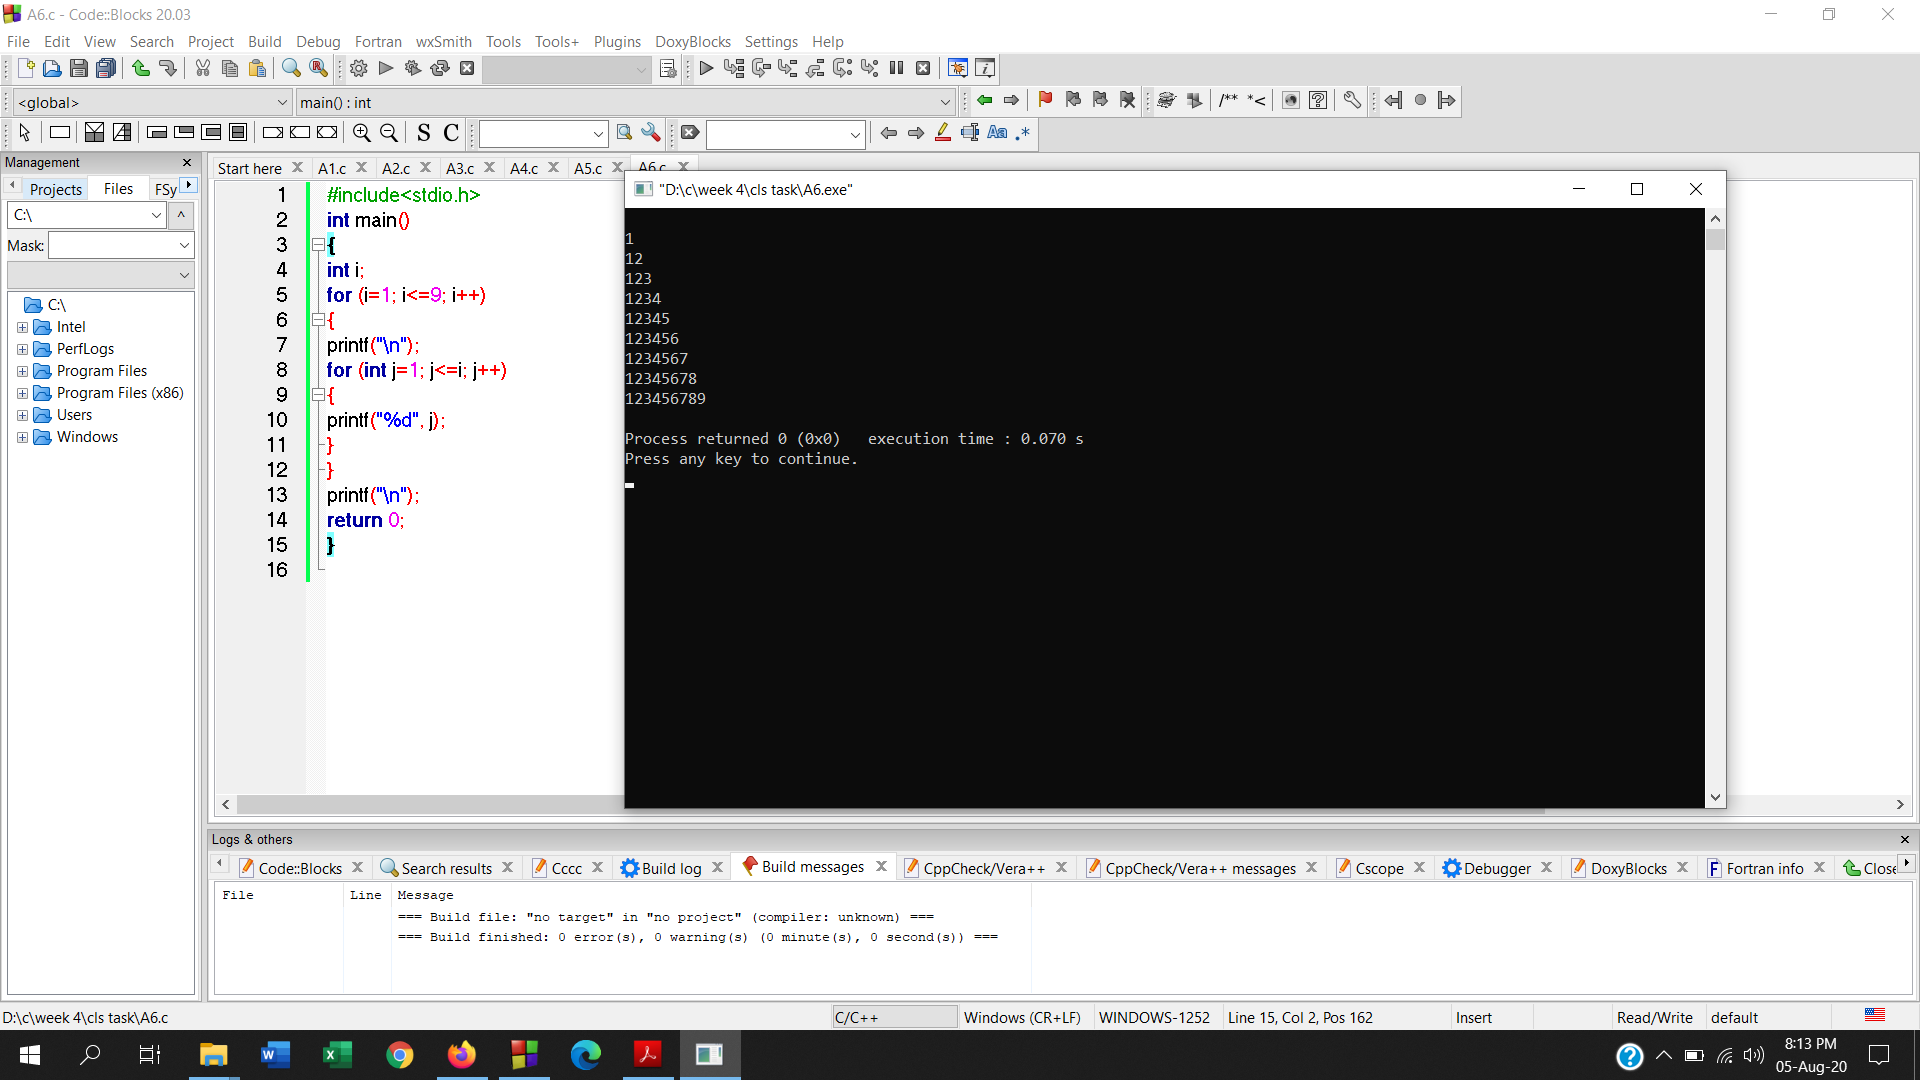 A6.c - Code::Blocks 20.03
File Edit View Search Project Build Debug Fortran wxSmith Tools Tools+ Plugins DoxyBlocks Settings Help
<global> main() : int
/** *<
S C
Aa .*
Management
Projects Files FSy
C:\ ^
Mask:
C:\
Intel
PerfLogs
Program Files
Program Files (x86)
Users
Windows
Start here A1.c A2.c A3.c A4.c A5.c A6.c
1 #include<stdio.h>
2 int main()
3 {
4 int i;
5 for (i=1; i<=9; i++)
6 {
7 printf("\n");
8 for (int j=1; j<=i; j++)
9 {
10 printf("%d", j);
11 }
12 }
13 printf("\n");
14 return 0;
15 }
16
"D:\c\week 4\cls task\A6.exe"
1
12
123
1234
12345
123456
1234567
12345678
123456789
Process returned 0 (0x0)   execution time : 0.070 s
Press any key to continue.
Logs & others
Code::Blocks Search results Cccc Build log Build messages CppCheck/Vera++ CppCheck/Vera++ messages Cscope Debugger DoxyBlocks Fortran info Close
File Line Message
=== Build file: "no target" in "no project" (compiler: unknown) ===
=== Build finished: 0 error(s), 0 warning(s) (0 minute(s), 0 second(s)) ===
D:\c\week 4\cls task\A6.c C/C++ Windows (CR+LF) WINDOWS-1252 Line 15, Col 2, Pos 162 Insert Read/Write default
8:13 PM
05-Aug-20